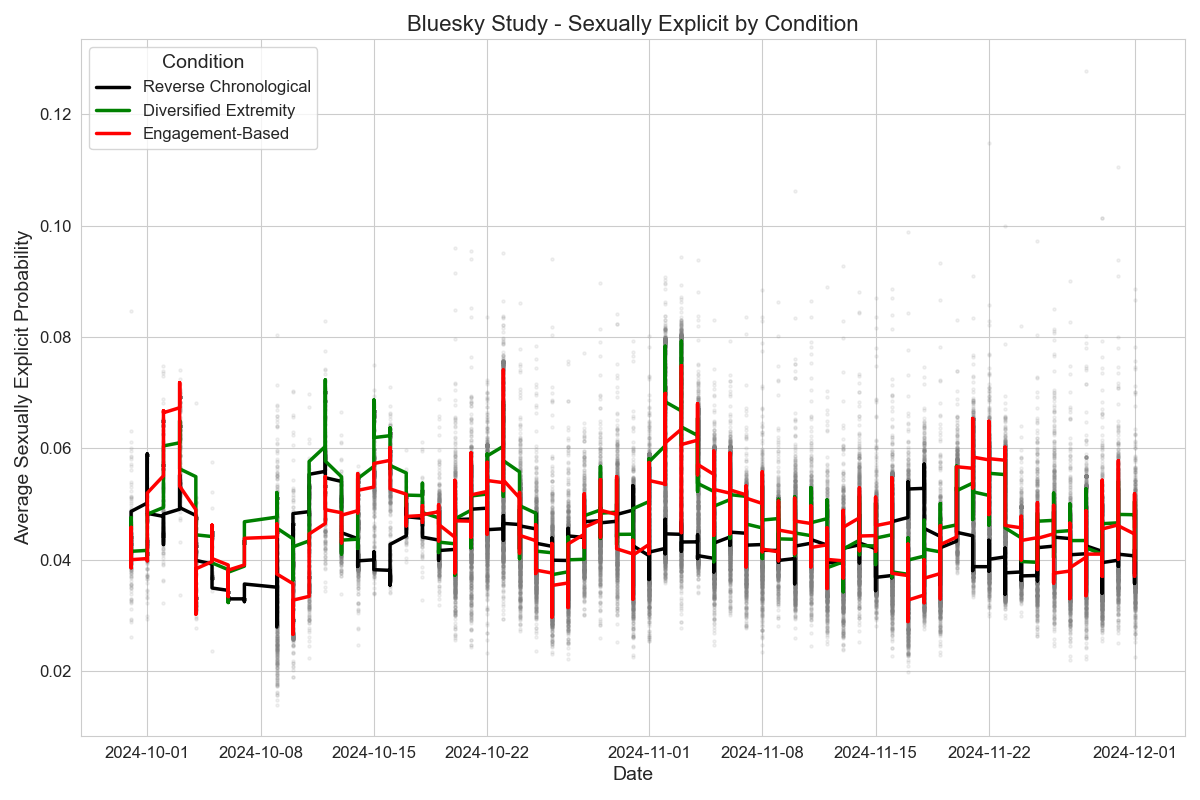 Bluesky Study - Sexually Explicit by Condition
Condition
Reverse Chronological
Diversified Extremity
Engagement-Based
Average Sexually Explicit Probability
0.12
0.10
0.08
0.06
0.04
0.02
2024-10-01
2024-10-08
2024-10-15
2024-10-22
2024-11-01
2024-11-08
2024-11-15
2024-11-22
2024-12-01
Date